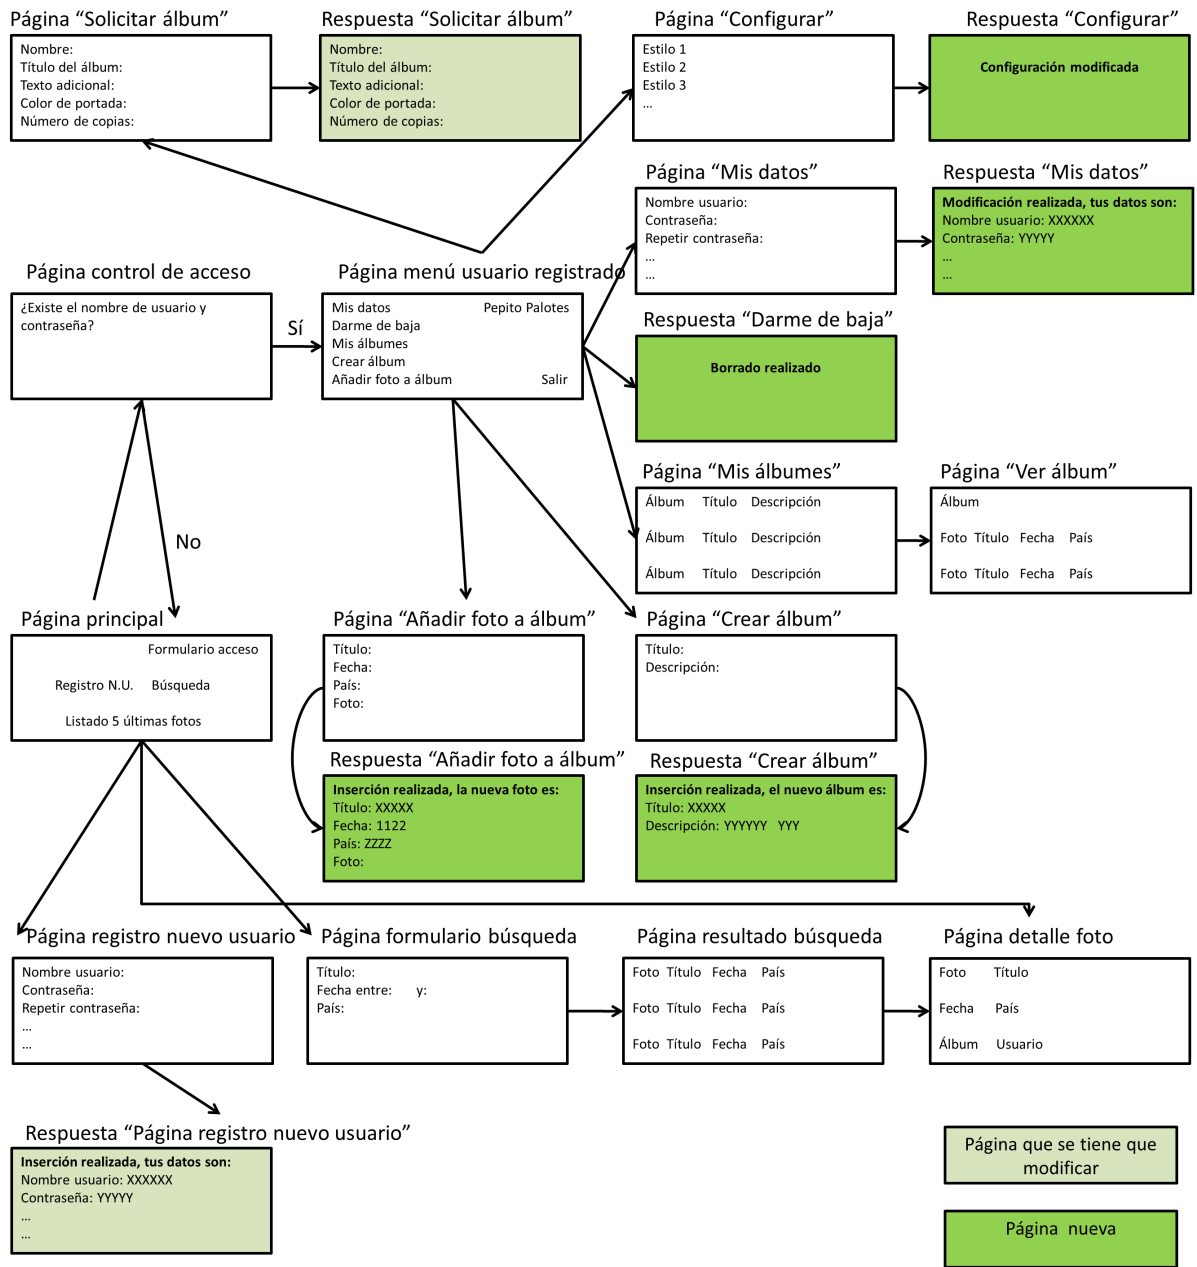 Página “Solicitar álbum”
Nombre:
Título del álbum:
Texto adicional:
Color de portada:
Número de copias:
Respuesta “Solicitar álbum”
Nombre:
Título del álbum:
Texto adicional:
Color de portada:
Número de copias:
Página “Configurar”
Estilo 1
Estilo 2
Estilo 3
...
Respuesta “Configurar”
Configuración modificada
Página “Mis datos”
Nombre usuario:
Contraseña:
Repetir contraseña:
...
...
Respuesta “Mis datos”
Modificación realizada, tus datos son:
Nombre usuario: XXXXXX
Contraseña: YYYYY
...
...
Página control de acceso
¿Existe el nombre de usuario y
contraseña?
Sí
No
Página menú usuario registrado
Mis datos Pepito Palotes
Darme de baja
Mis álbumes
Crear álbum
Añadir foto a álbum Salir
Respuesta “Darme de baja”
Borrado realizado
Página “Mis álbumes”
Álbum Título Descripción
Álbum Título Descripción
Álbum Título Descripción
Página “Ver álbum”
Álbum
Foto Título Fecha País
Foto Título Fecha País
Página principal
Formulario acceso
Registro N.U. Búsqueda
Listado 5 últimas fotos
Página “Añadir foto a álbum”
Título:
Fecha:
País:
Foto:
Página “Crear álbum”
Título:
Descripción:
Respuesta “Añadir foto a álbum”
Inserción realizada, la nueva foto es:
Título: XXXXX
Fecha: 1122
País: ZZZZ
Foto:
Respuesta “Crear álbum”
Inserción realizada, el nuevo álbum es:
Título: XXXXX
Descripción: YYYYYY YYY
Página registro nuevo usuario
Nombre usuario:
Contraseña:
Repetir contraseña:
...
...
Página formulario búsqueda
Título:
Fecha entre: y:
País:
Página resultado búsqueda
Foto Título Fecha País
Foto Título Fecha País
Foto Título Fecha País
Página detalle foto
Foto Título
Fecha País
Álbum Usuario
Respuesta “Página registro nuevo usuario”
Inserción realizada, tus datos son:
Nombre usuario: XXXXXX
Contraseña: YYYYY
...
...
Página que se tiene que
modificar
Página nueva